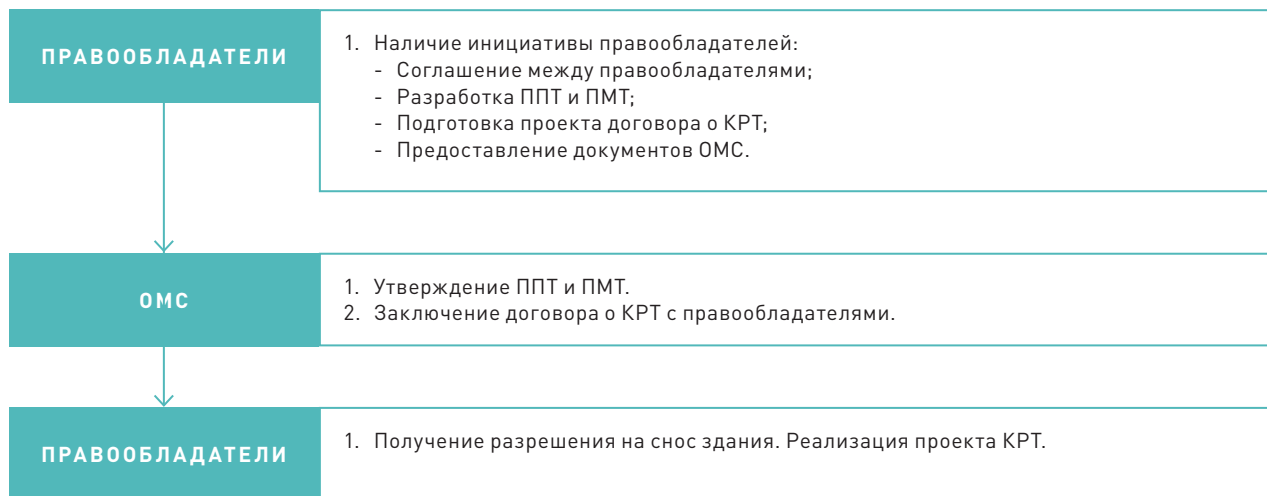 ПРАВООБЛАДАТЕЛИ
1. Наличие инициативы правообладателей:
- Соглашение между правообладателями;
- Разработка ППТ и ПМТ;
- Подготовка проекта договора о КРТ;
- Предоставление документов ОМС.
ОМС
1. Утверждение ППТ и ПМТ.
2. Заключение договора о КРТ с правообладателями.
ПРАВООБЛАДАТЕЛИ
1. Получение разрешения на снос здания. Реализация проекта КРТ.